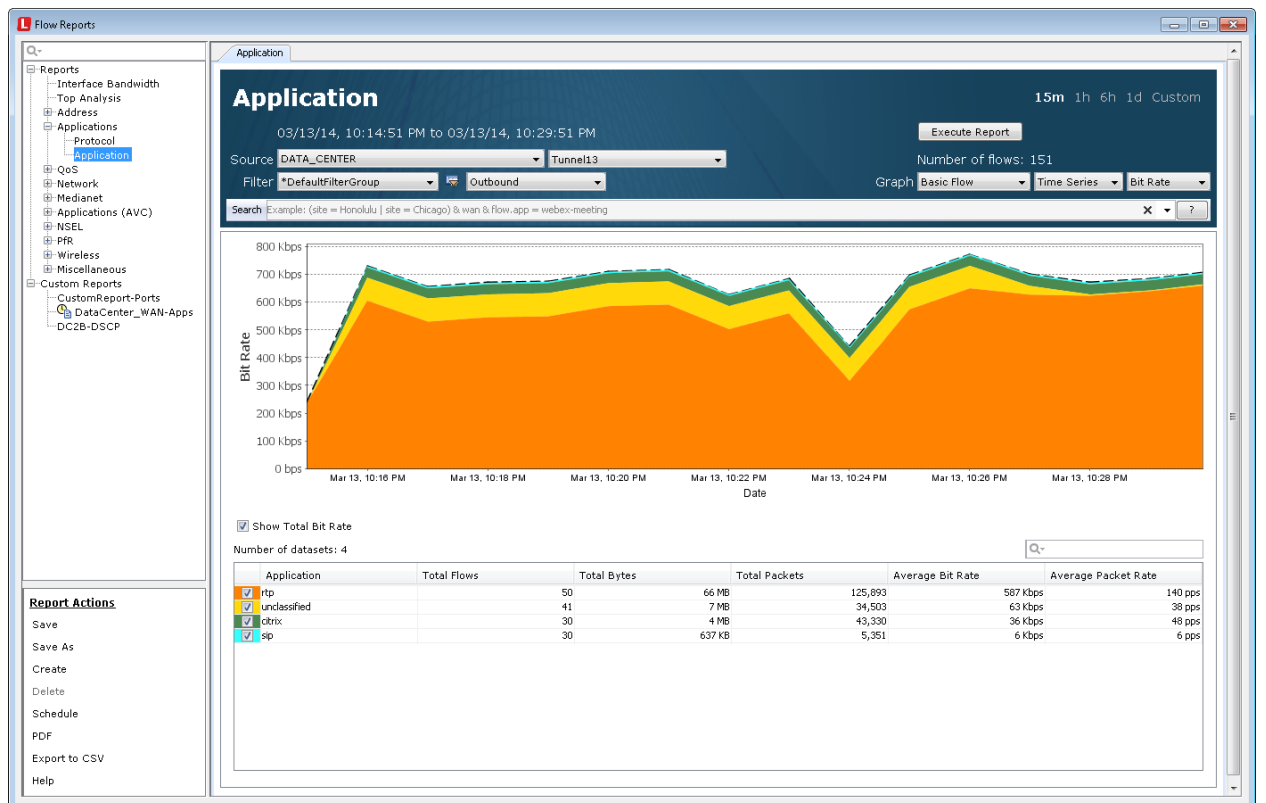 Flow Reports
Reports
Interface Bandwidth
Top Analysis
Address
Applications
Protocol
Application
QoS
Network
Medianet
Applications (AVC)
NSEL
PfR
Wireless
Miscellaneous
Custom Reports
CustomReport-Ports
DataCenter_WAN-Apps
DC2B-DSCP
Report Actions
Save
Save As
Create
Delete
Schedule
PDF
Export to CSV
Help
Application
Application
15m 1h 6h 1d Custom
03/13/14, 10:14:51 PM to 03/13/14, 10:29:51 PM
Execute Report
Source DATA_CENTER Tunnel13
Number of flows: 151
Filter *DefaultFilterGroup Outbound
Graph Basic Flow Time Series Bit Rate
Search Example: (site = Honolulu | site = Chicago) & wan & flow.app = webex-meeting
X ?
800 Kbps
700 Kbps
600 Kbps
500 Kbps
400 Kbps
300 Kbps
200 Kbps
100 Kbps
0 bps
Bit Rate
Mar 13, 10:16 PM Mar 13, 10:18 PM Mar 13, 10:20 PM Mar 13, 10:22 PM Mar 13, 10:24 PM Mar 13, 10:26 PM Mar 13, 10:28 PM
Date
Show Total Bit Rate
Number of datasets: 4
Application Total Flows Total Bytes Total Packets Average Bit Rate Average Packet Rate
rtp 50 66 MB 125,893 587 Kbps 140 pps
unclassified 41 7 MB 34,503 63 Kbps 38 pps
citrix 30 4 MB 43,330 36 Kbps 48 pps
sip 30 637 KB 5,351 6 Kbps 6 pps